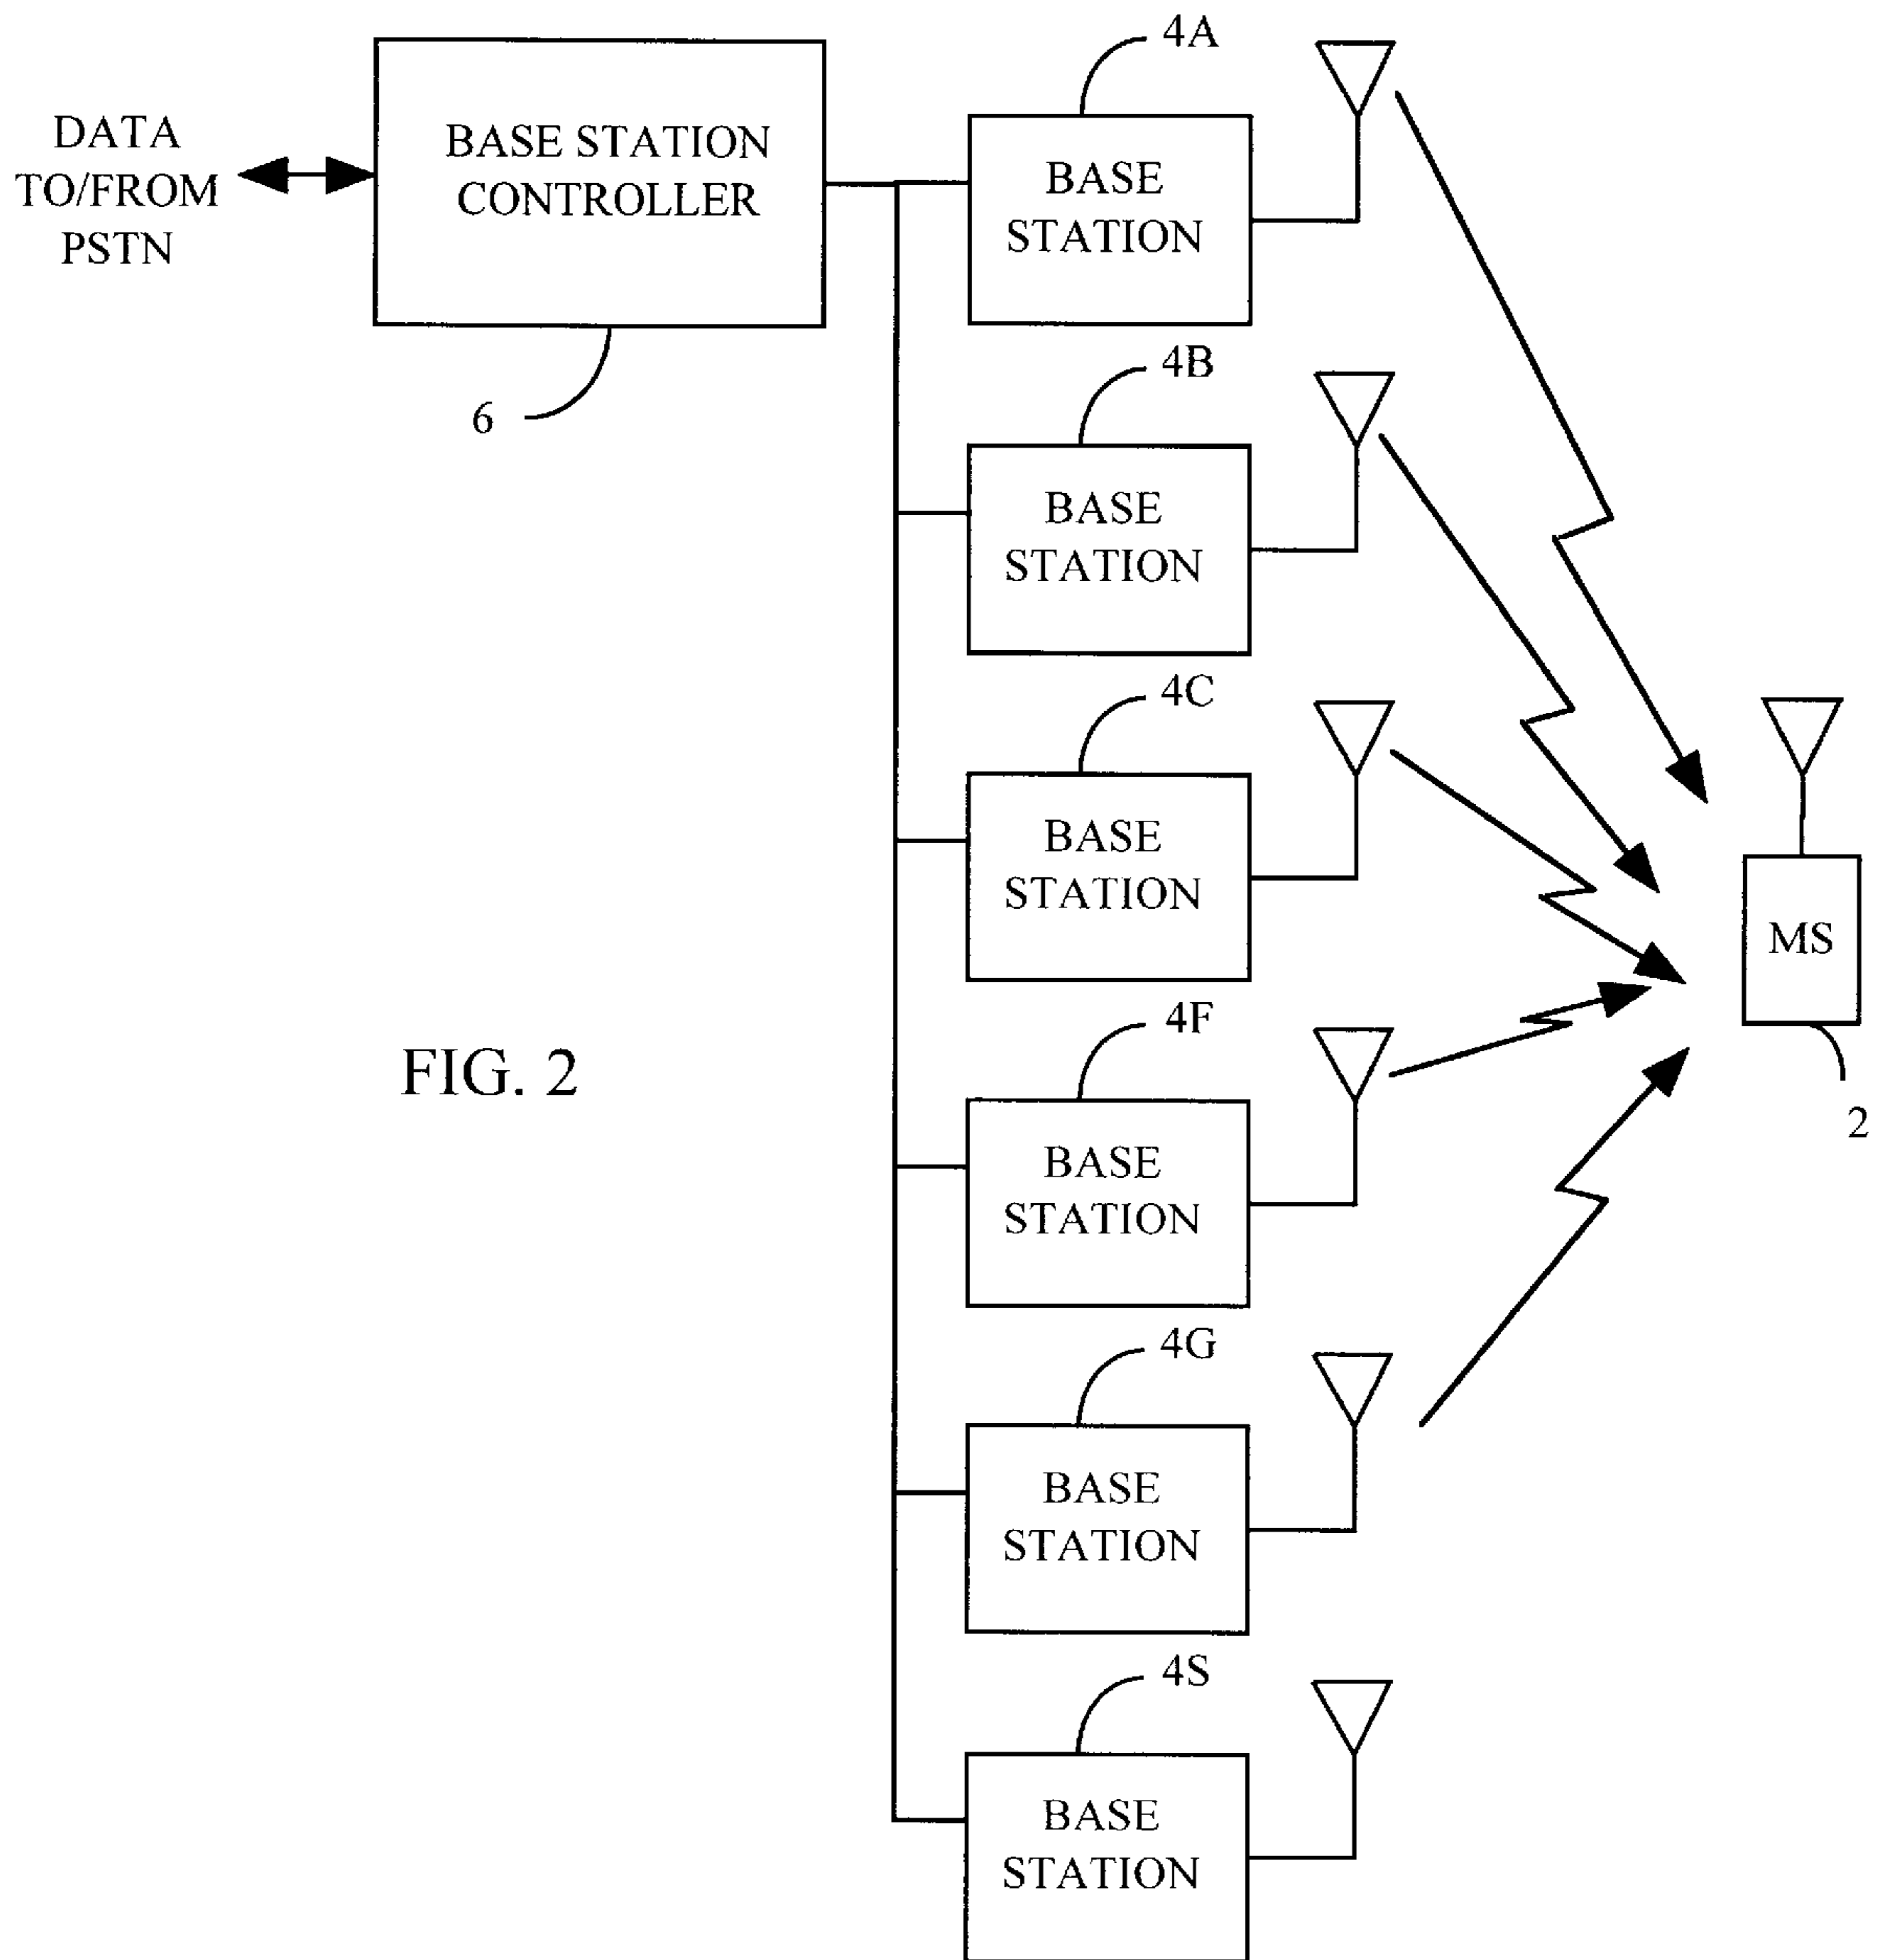 DATA
TO/FROM
PSTN
BASE STATION
CONTROLLER
6
4A
BASE
STATION
4B
BASE
STATION
4C
BASE
STATION
4F
BASE
STATION
4G
BASE
STATION
4S
BASE
STATION
MS
2
FIG. 2